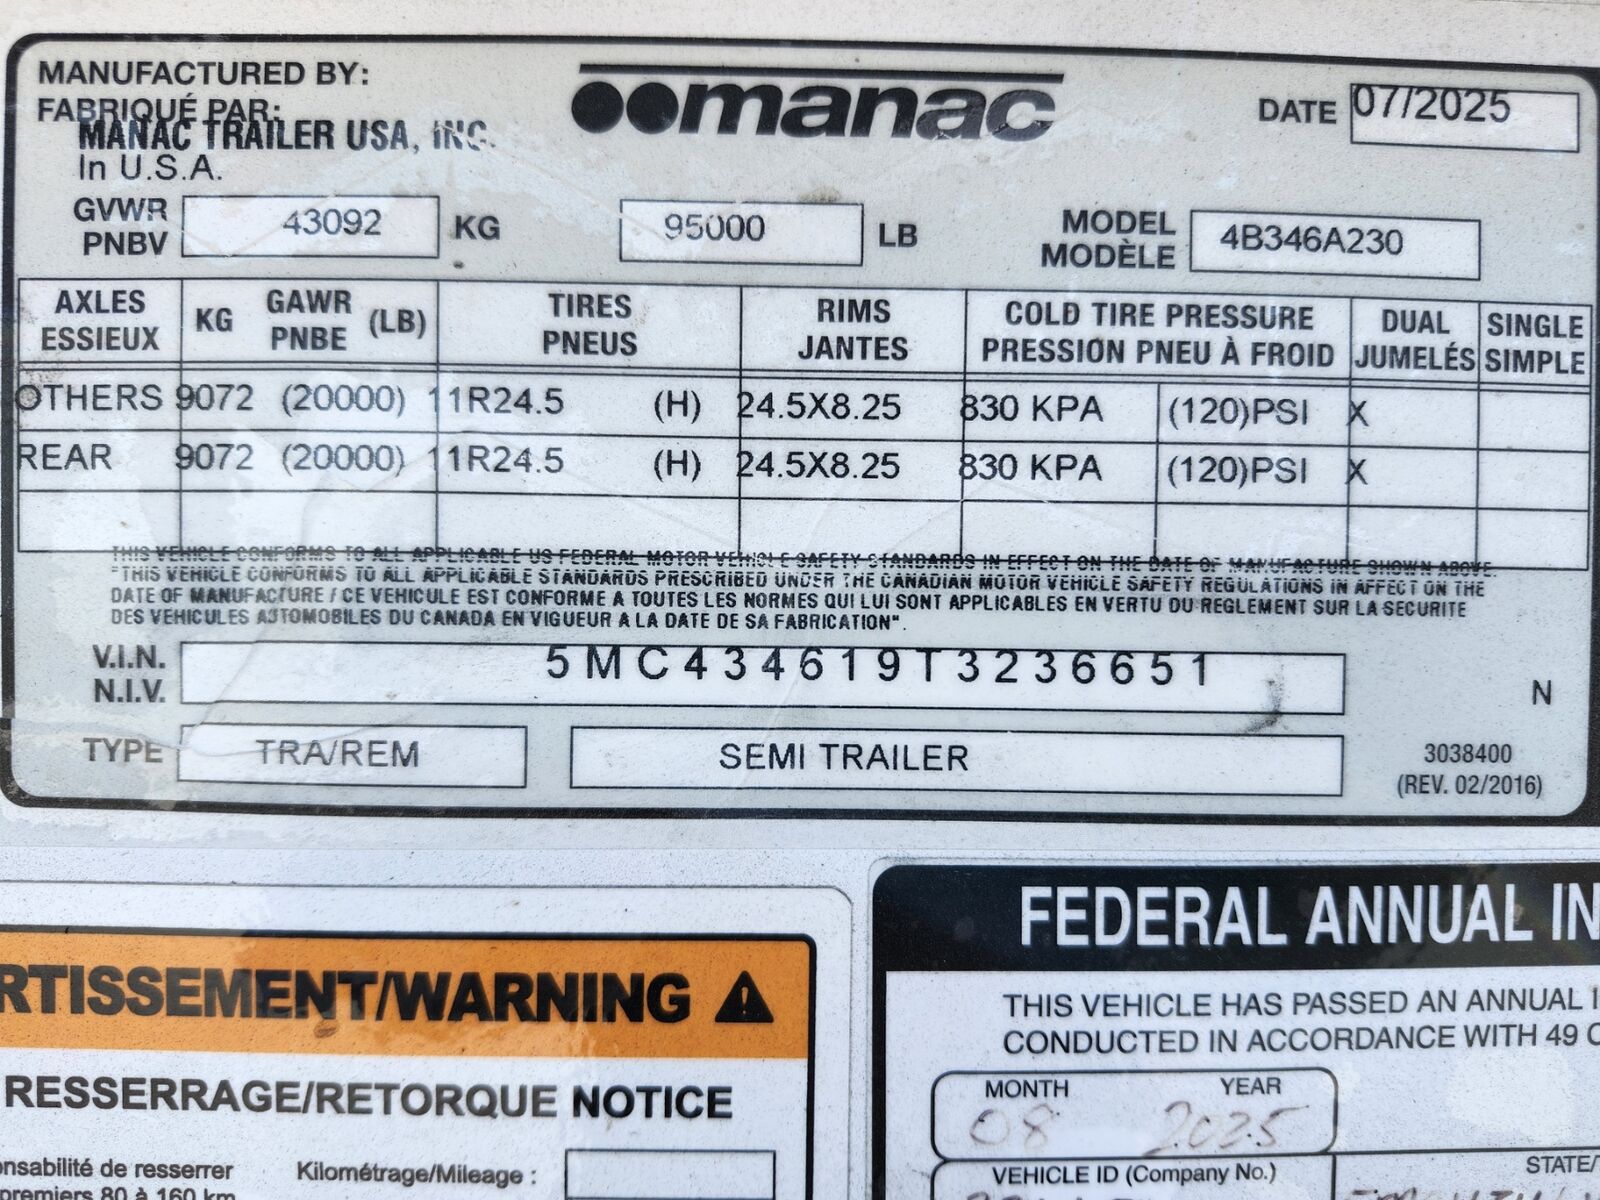 MANUFACTURED BY:
FABRIQUÉ PAR:
MANAC TRAILER USA, INC.
In U.S.A.
manac
DATE 07/2025
GVWR
PNBV
43092 KG
95000 LB
MODEL
MODÈLE
4B346A230
AXLES
ESSIEUX
KG GAWR
PNBE (LB)
TIRES
PNEUS
RIMS
JANTES
COLD TIRE PRESSURE
PRESSION PNEU À FROID
DUAL
JUMELÉS
SINGLE
SIMPLE
OTHERS 9072 (20000) 11R24.5 (H) 24.5X8.25 830 KPA (120)PSI X
REAR 9072 (20000) 11R24.5 (H) 24.5X8.25 830 KPA (120)PSI X
THIS VEHICLE CONFORMS TO ALL APPLICABLE US FEDERAL MOTOR VEHICLE SAFETY STANDARDS IN EFFECT ON THE DATE OF MANUFACTURE SHOWN ABOVE.
"THIS VEHICLE CONFORMS TO ALL APPLICABLE STANDARDS PRESCRIBED UNDER THE CANADIAN MOTOR VEHICLE SAFETY REGULATIONS IN AFFECT ON THE
DATE OF MANUFACTURE / CE VEHICULE EST CONFORME A TOUTES LES NORMES QUI LUI SONT APPLICABLES EN VERTU DU REGLEMENT SUR LA SECURITE
DES VEHICULES AUTOMOBILES DU CANADA EN VIGUEUR A LA DATE DE SA FABRICATION".
V.I.N.
N.I.V.
5MC434619T3236651
N
TYPE TRA/REM
SEMI TRAILER
3038400
(REV. 02/2016)
RTISSEMENT/WARNING
RESSERRAGE/RETORQUE NOTICE
onsabilité de resserrer
premiers 80 à 160 km
Kilométrage/Mileage :
FEDERAL ANNUAL IN
THIS VEHICLE HAS PASSED AN ANNUAL I
CONDUCTED IN ACCORDANCE WITH 49 C
MONTH YEAR
08 2025
VEHICLE ID (Company No.)
STATE/